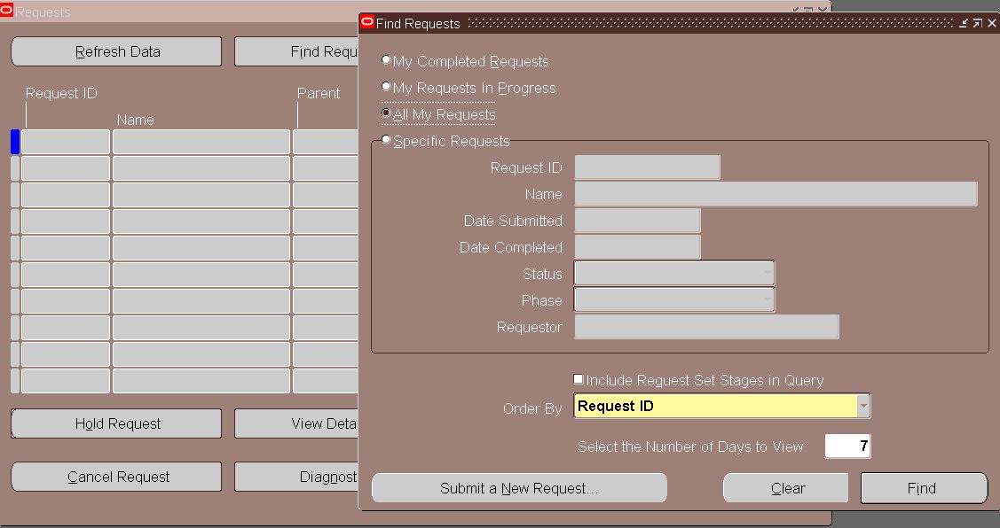 Requests
Refresh Data
Find Requ
Request ID
Parent
Name
Hold Request
View Deta
Cancel Request
Diagnost
Find Requests
My Completed Requests
My Requests In Progress
All My Requests
Specific Requests
Request ID
Name
Date Submitted
Date Completed
Status
Phase
Requestor
Include Request Set Stages in Query
Order By Request ID
Select the Number of Days to View: 7
Submit a New Request... Clear Find